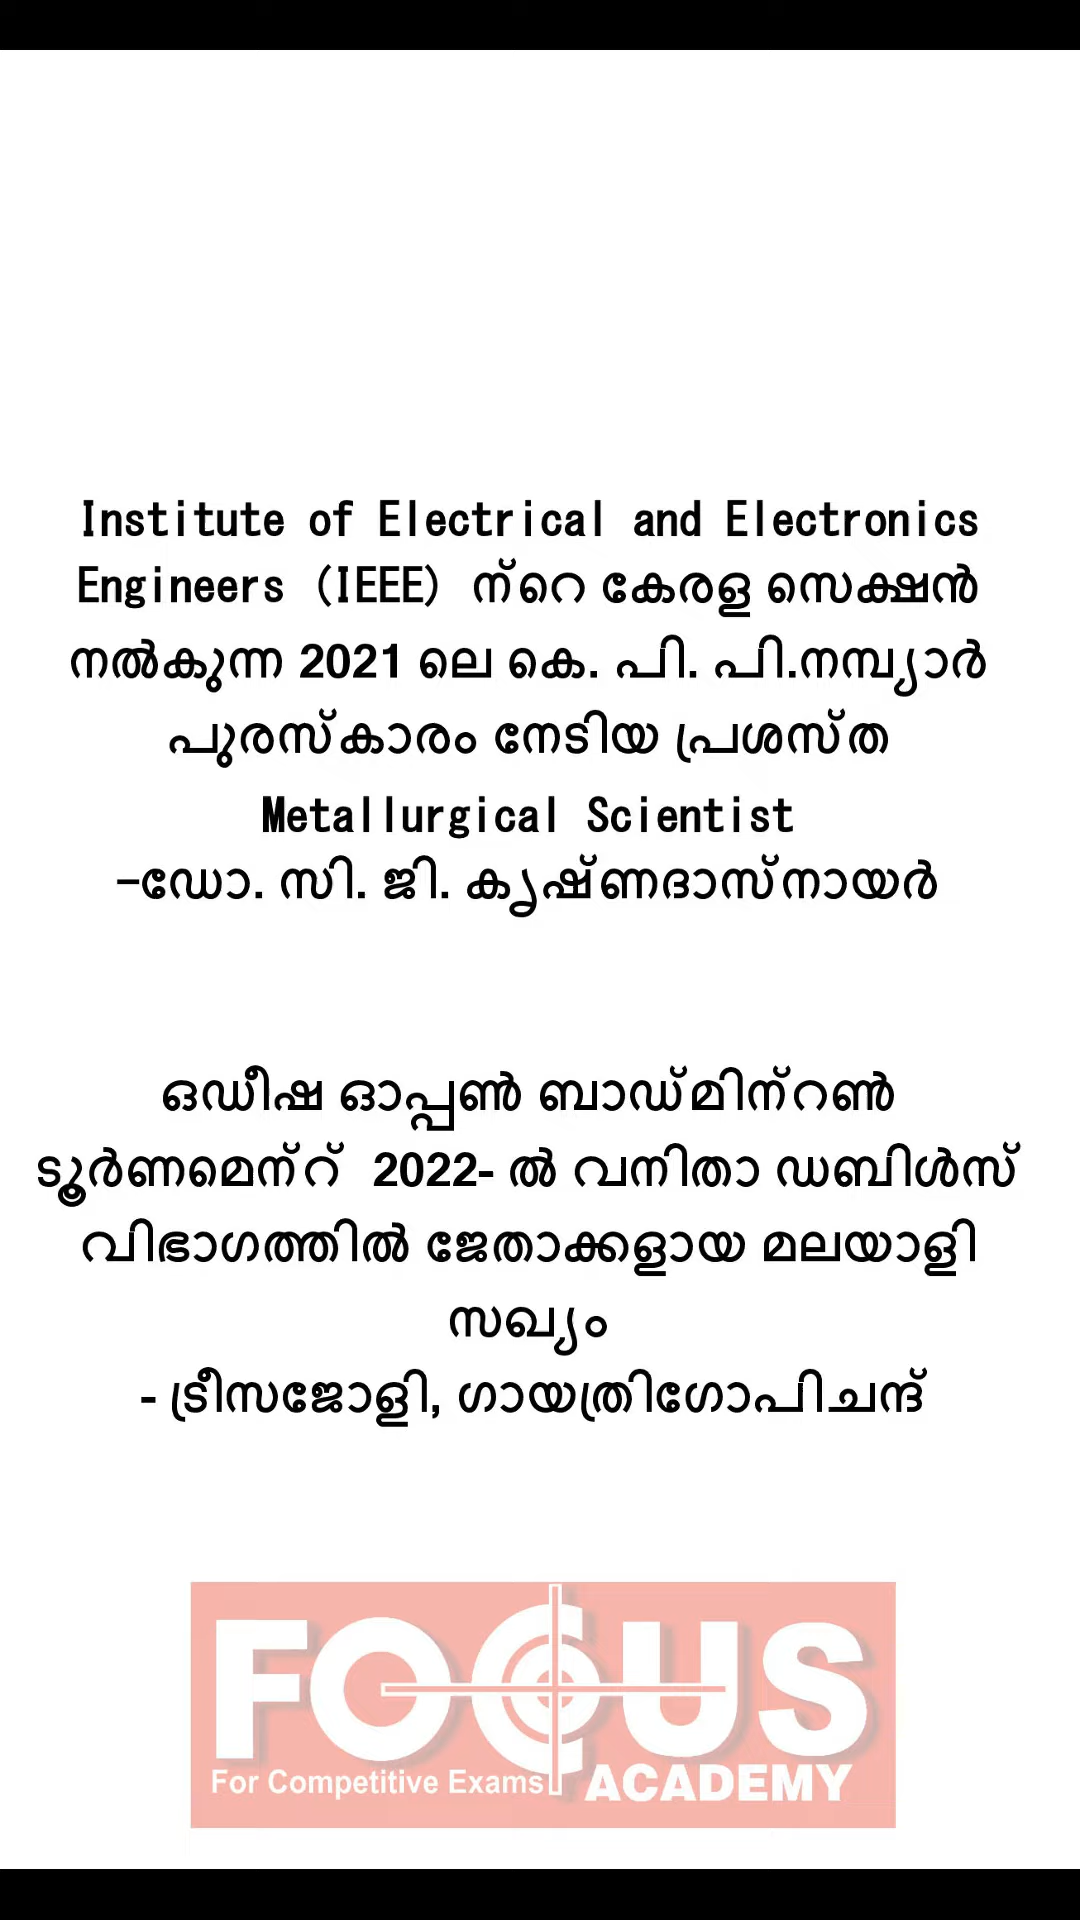 Institute of Electrical and Electronics
Engineers (IEEE) ന്റെ കേരള സെക്ഷൻ
നൽകുന്ന 2021 ലെ കെ. പി. പി.നമ്പ്യാർ
പുരസ്കാരം നേടിയ പ്രശസ്ത
Metallurgical Scientist
-ഡോ. സി. ജി. കൃഷ്ണദാസ്നായർ
ഒഡീഷ ഓപ്പൺ ബാഡ്മിന്റൺ
ടൂർണമെന്റ് 2022- ൽ വനിതാ ഡബിൾസ്
വിഭാഗത്തിൽ ജേതാക്കളായ മലയാളി
സഖ്യം
- ട്രീസജോളി, ഗായത്രിഗോപിചന്ദ്
FOCUS
For Competitive Exams ACADEMY